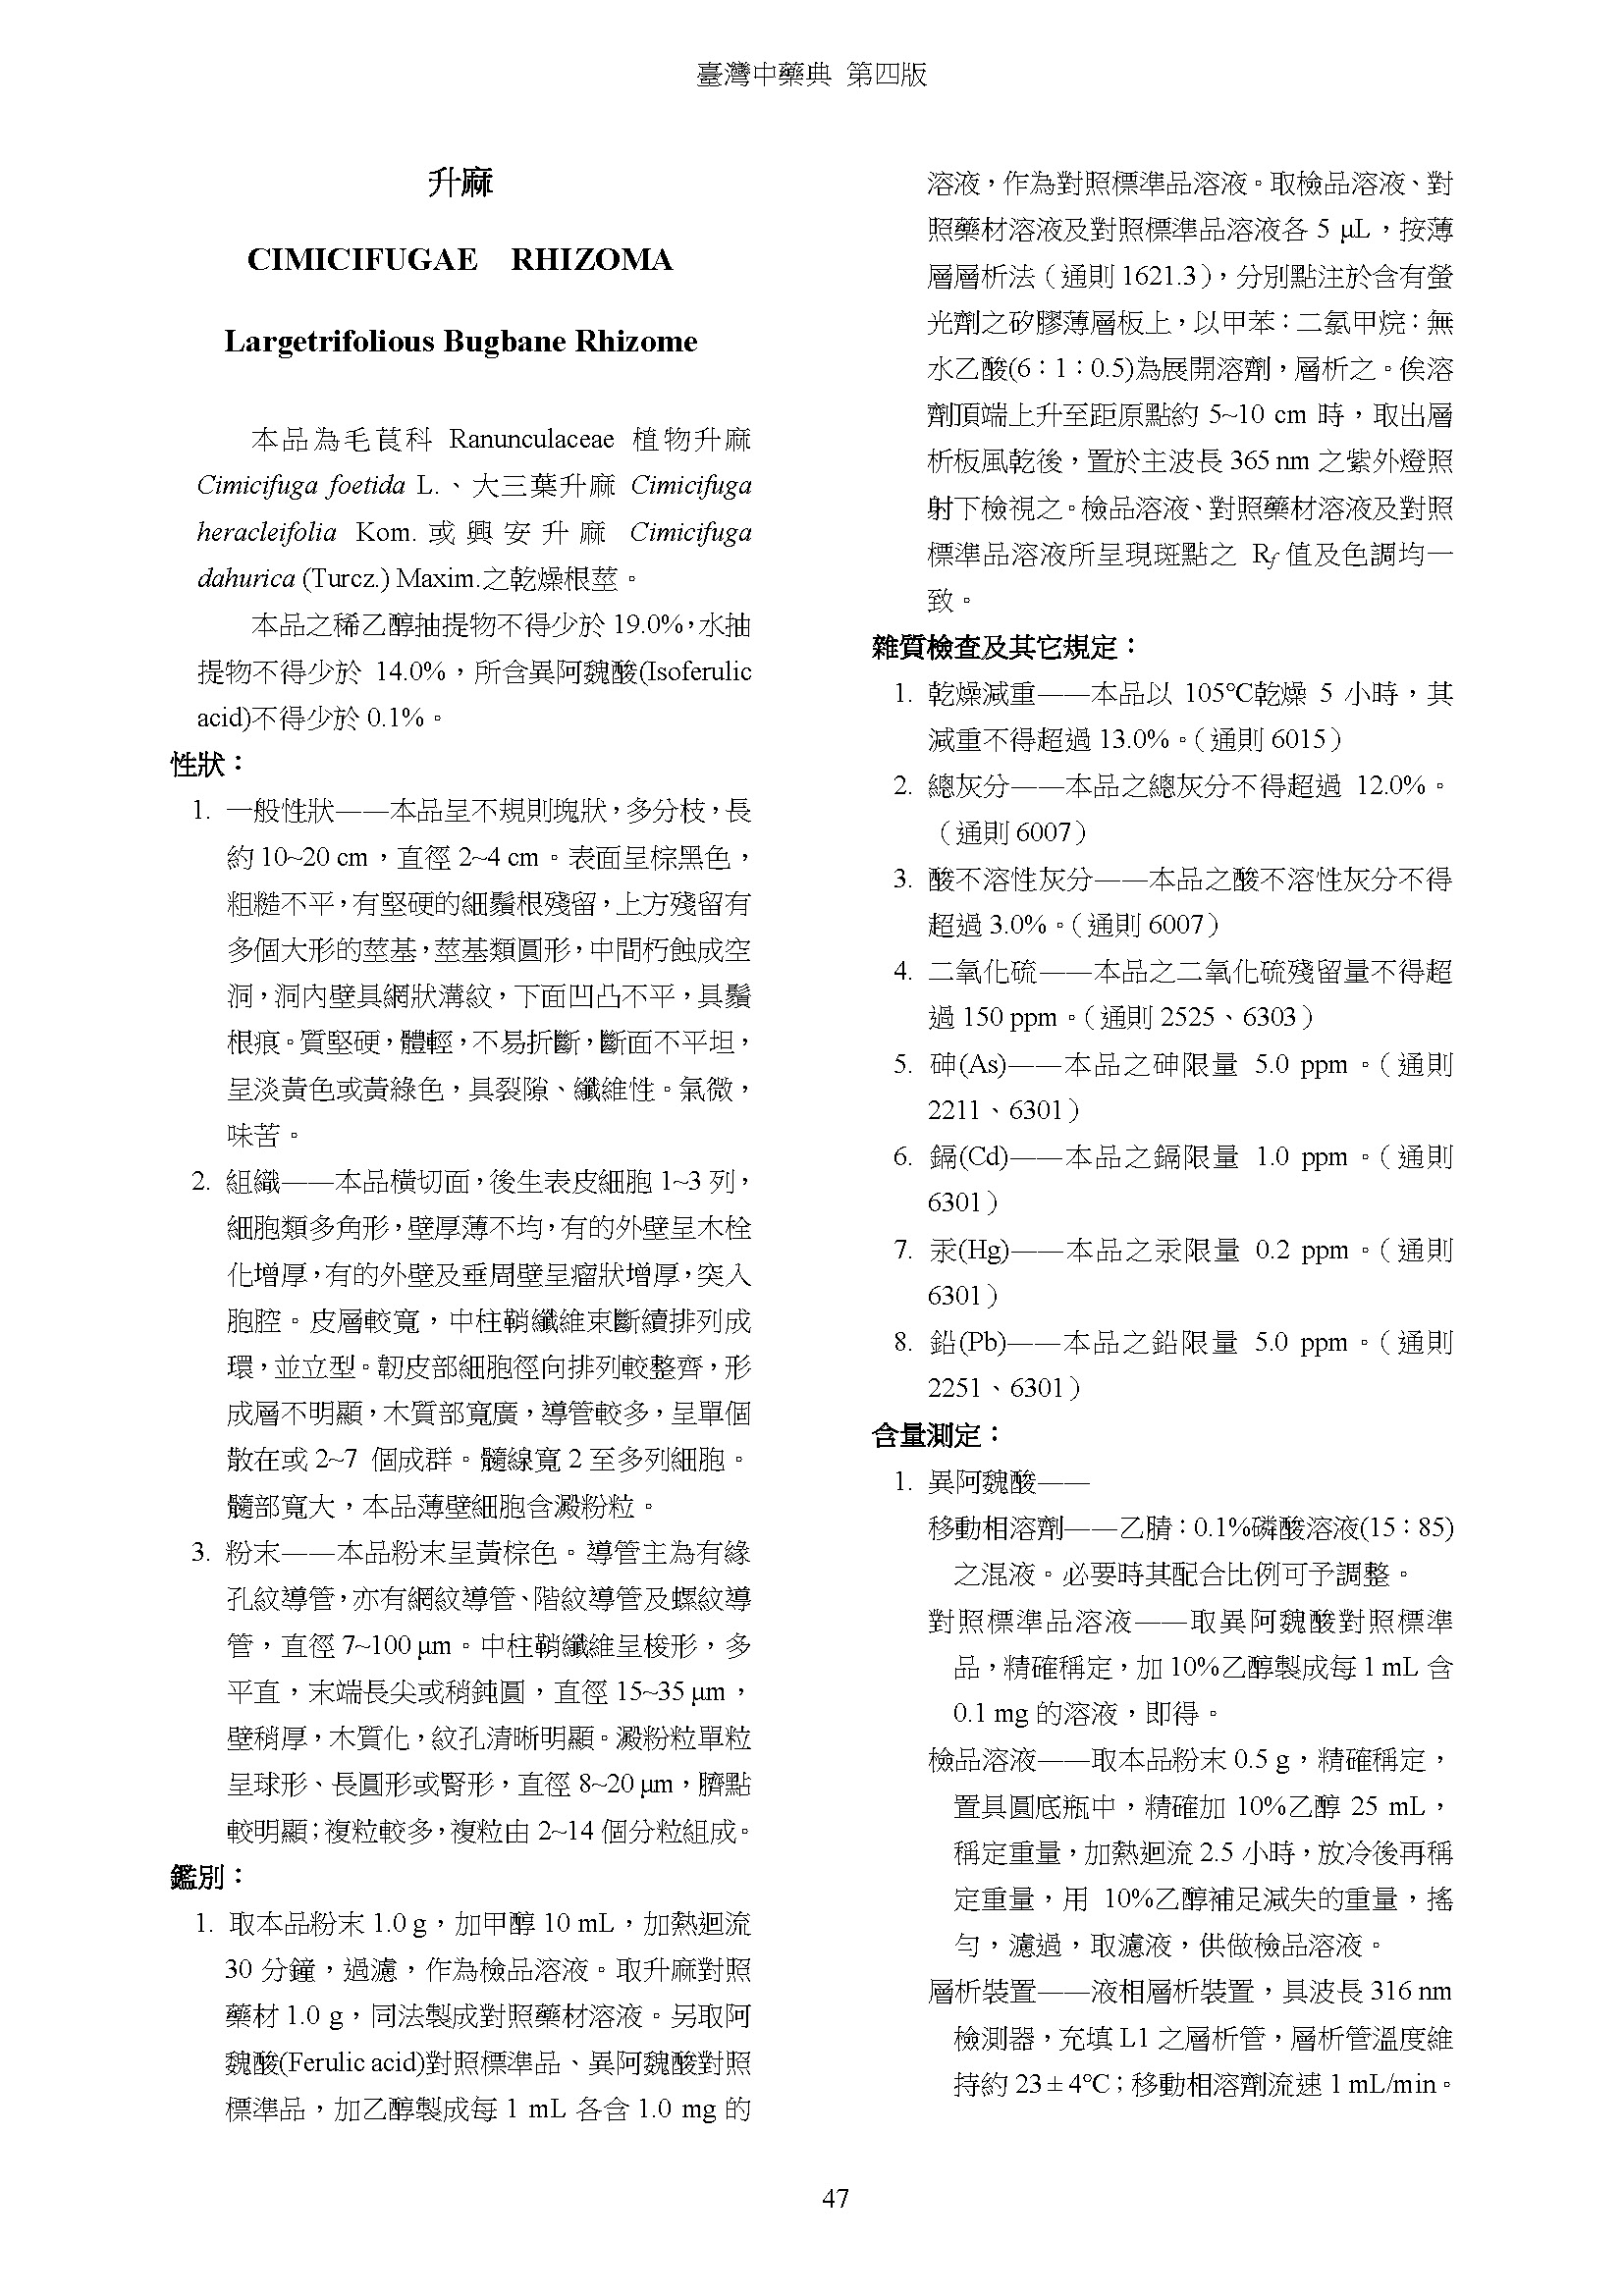 臺灣中藥典 第四版
升麻
CIMICIFUGAE RHIZOMA
Largetrifolious Bugbane Rhizome
本品為毛莨科 Ranunculaceae 植物升麻
Cimicifuga foetida L.、大三葉升麻 Cimicifuga
heracleifolia Kom. 或興安升麻 Cimicifuga
dahurica (Turcz.) Maxim.之乾燥根莖。
本品之稀乙醇抽提物不得少於 19.0%，水抽
提物不得少於 14.0%，所含異阿魏酸(Isoferulic
acid)不得少於 0.1%。
性狀：
1. 一般性狀——本品呈不規則塊狀，多分枝，長
約 10~20 cm，直徑 2~4 cm。表面呈棕黑色，
粗糙不平，有堅硬的細鬚根殘留，上方殘留有
多個大形的莖基，莖基類圓形，中間朽蝕成空
洞，洞內壁具網狀溝紋，下面凹凸不平，具鬚
根痕。質堅硬，體輕，不易折斷，斷面不平坦，
呈淡黃色或黃綠色，具裂隙、纖維性。氣微，
味苦。
2. 組織——本品橫切面，後生表皮細胞 1~3 列，
細胞類多角形，壁厚薄不均，有的外壁呈木栓
化增厚，有的外壁及垂周壁呈瘤狀增厚，突入
胞腔。皮層較寬，中柱鞘纖維束斷續排列成
環，並立型。韌皮部細胞徑向排列較整齊，形
成層不明顯，木質部寬廣，導管較多，呈單個
散在或 2~7 個成群。髓線寬 2 至多列細胞。
髓部寬大，本品薄壁細胞含澱粉粒。
3. 粉末——本品粉末呈黃棕色。導管主為有緣
孔紋導管，亦有網紋導管、階紋導管及螺紋導
管，直徑 7~100 μm。中柱鞘纖維呈梭形，多
平直，末端長尖或稍鈍圓，直徑 15~35 μm，
壁稍厚，木質化，紋孔清晰明顯。澱粉粒單粒
呈球形、長圓形或腎形，直徑 8~20 μm，臍點
較明顯；複粒較多，複粒由 2~14 個分粒組成。
鑑別：
1. 取本品粉末 1.0 g，加甲醇 10 mL，加熱迴流
30 分鐘，過濾，作為檢品溶液。取升麻對照
藥材 1.0 g，同法製成對照藥材溶液。另取阿
魏酸(Ferulic acid)對照標準品、異阿魏酸對照
標準品，加乙醇製成每 1 mL 各含 1.0 mg 的
溶液，作為對照標準品溶液。取檢品溶液、對
照藥材溶液及對照標準品溶液各 5 μL，按薄
層層析法（通則 1621.3），分別點注於含有螢
光劑之矽膠薄層板上，以甲苯：二氯甲烷：無
水乙酸(6：1：0.5)為展開溶劑，層析之。俟溶
劑頂端上升至距原點約 5~10 cm 時，取出層
析板風乾後，置於主波長 365 nm 之紫外燈照
射下檢視之。檢品溶液、對照藥材溶液及對照
標準品溶液所呈現斑點之 Rf 值及色調均一
致。
雜質檢查及其它規定：
1. 乾燥減重——本品以 105℃乾燥 5 小時，其
減重不得超過 13.0%。（通則 6015）
2. 總灰分——本品之總灰分不得超過 12.0%。
（通則 6007）
3. 酸不溶性灰分——本品之酸不溶性灰分不得
超過 3.0%。（通則 6007）
4. 二氧化硫——本品之二氧化硫殘留量不得超
過 150 ppm。（通則 2525、6303）
5. 砷(As)——本品之砷限量 5.0 ppm。（通則
2211、6301）
6. 鎘(Cd)——本品之鎘限量 1.0 ppm。（通則
6301）
7. 汞(Hg)——本品之汞限量 0.2 ppm。（通則
6301）
8. 鉛(Pb)——本品之鉛限量 5.0 ppm。（通則
2251、6301）
含量測定：
1. 異阿魏酸——
移動相溶劑——乙腈：0.1%磷酸溶液(15：85)
之混液。必要時其配合比例可予調整。
對照標準品溶液——取異阿魏酸對照標準
品，精確稱定，加 10%乙醇製成每 1 mL 含
0.1 mg 的溶液，即得。
檢品溶液——取本品粉末 0.5 g，精確稱定，
置具圓底瓶中，精確加 10%乙醇 25 mL，
稱定重量，加熱迴流 2.5 小時，放冷後再稱
定重量，用 10%乙醇補足減失的重量，搖
勻，濾過，取濾液，供做檢品溶液。
層析裝置——液相層析裝置，具波長 316 nm
檢測器，充填 L1 之層析管，層析管溫度維
持約 23 ± 4℃；移動相溶劑流速 1 mL/min。
47